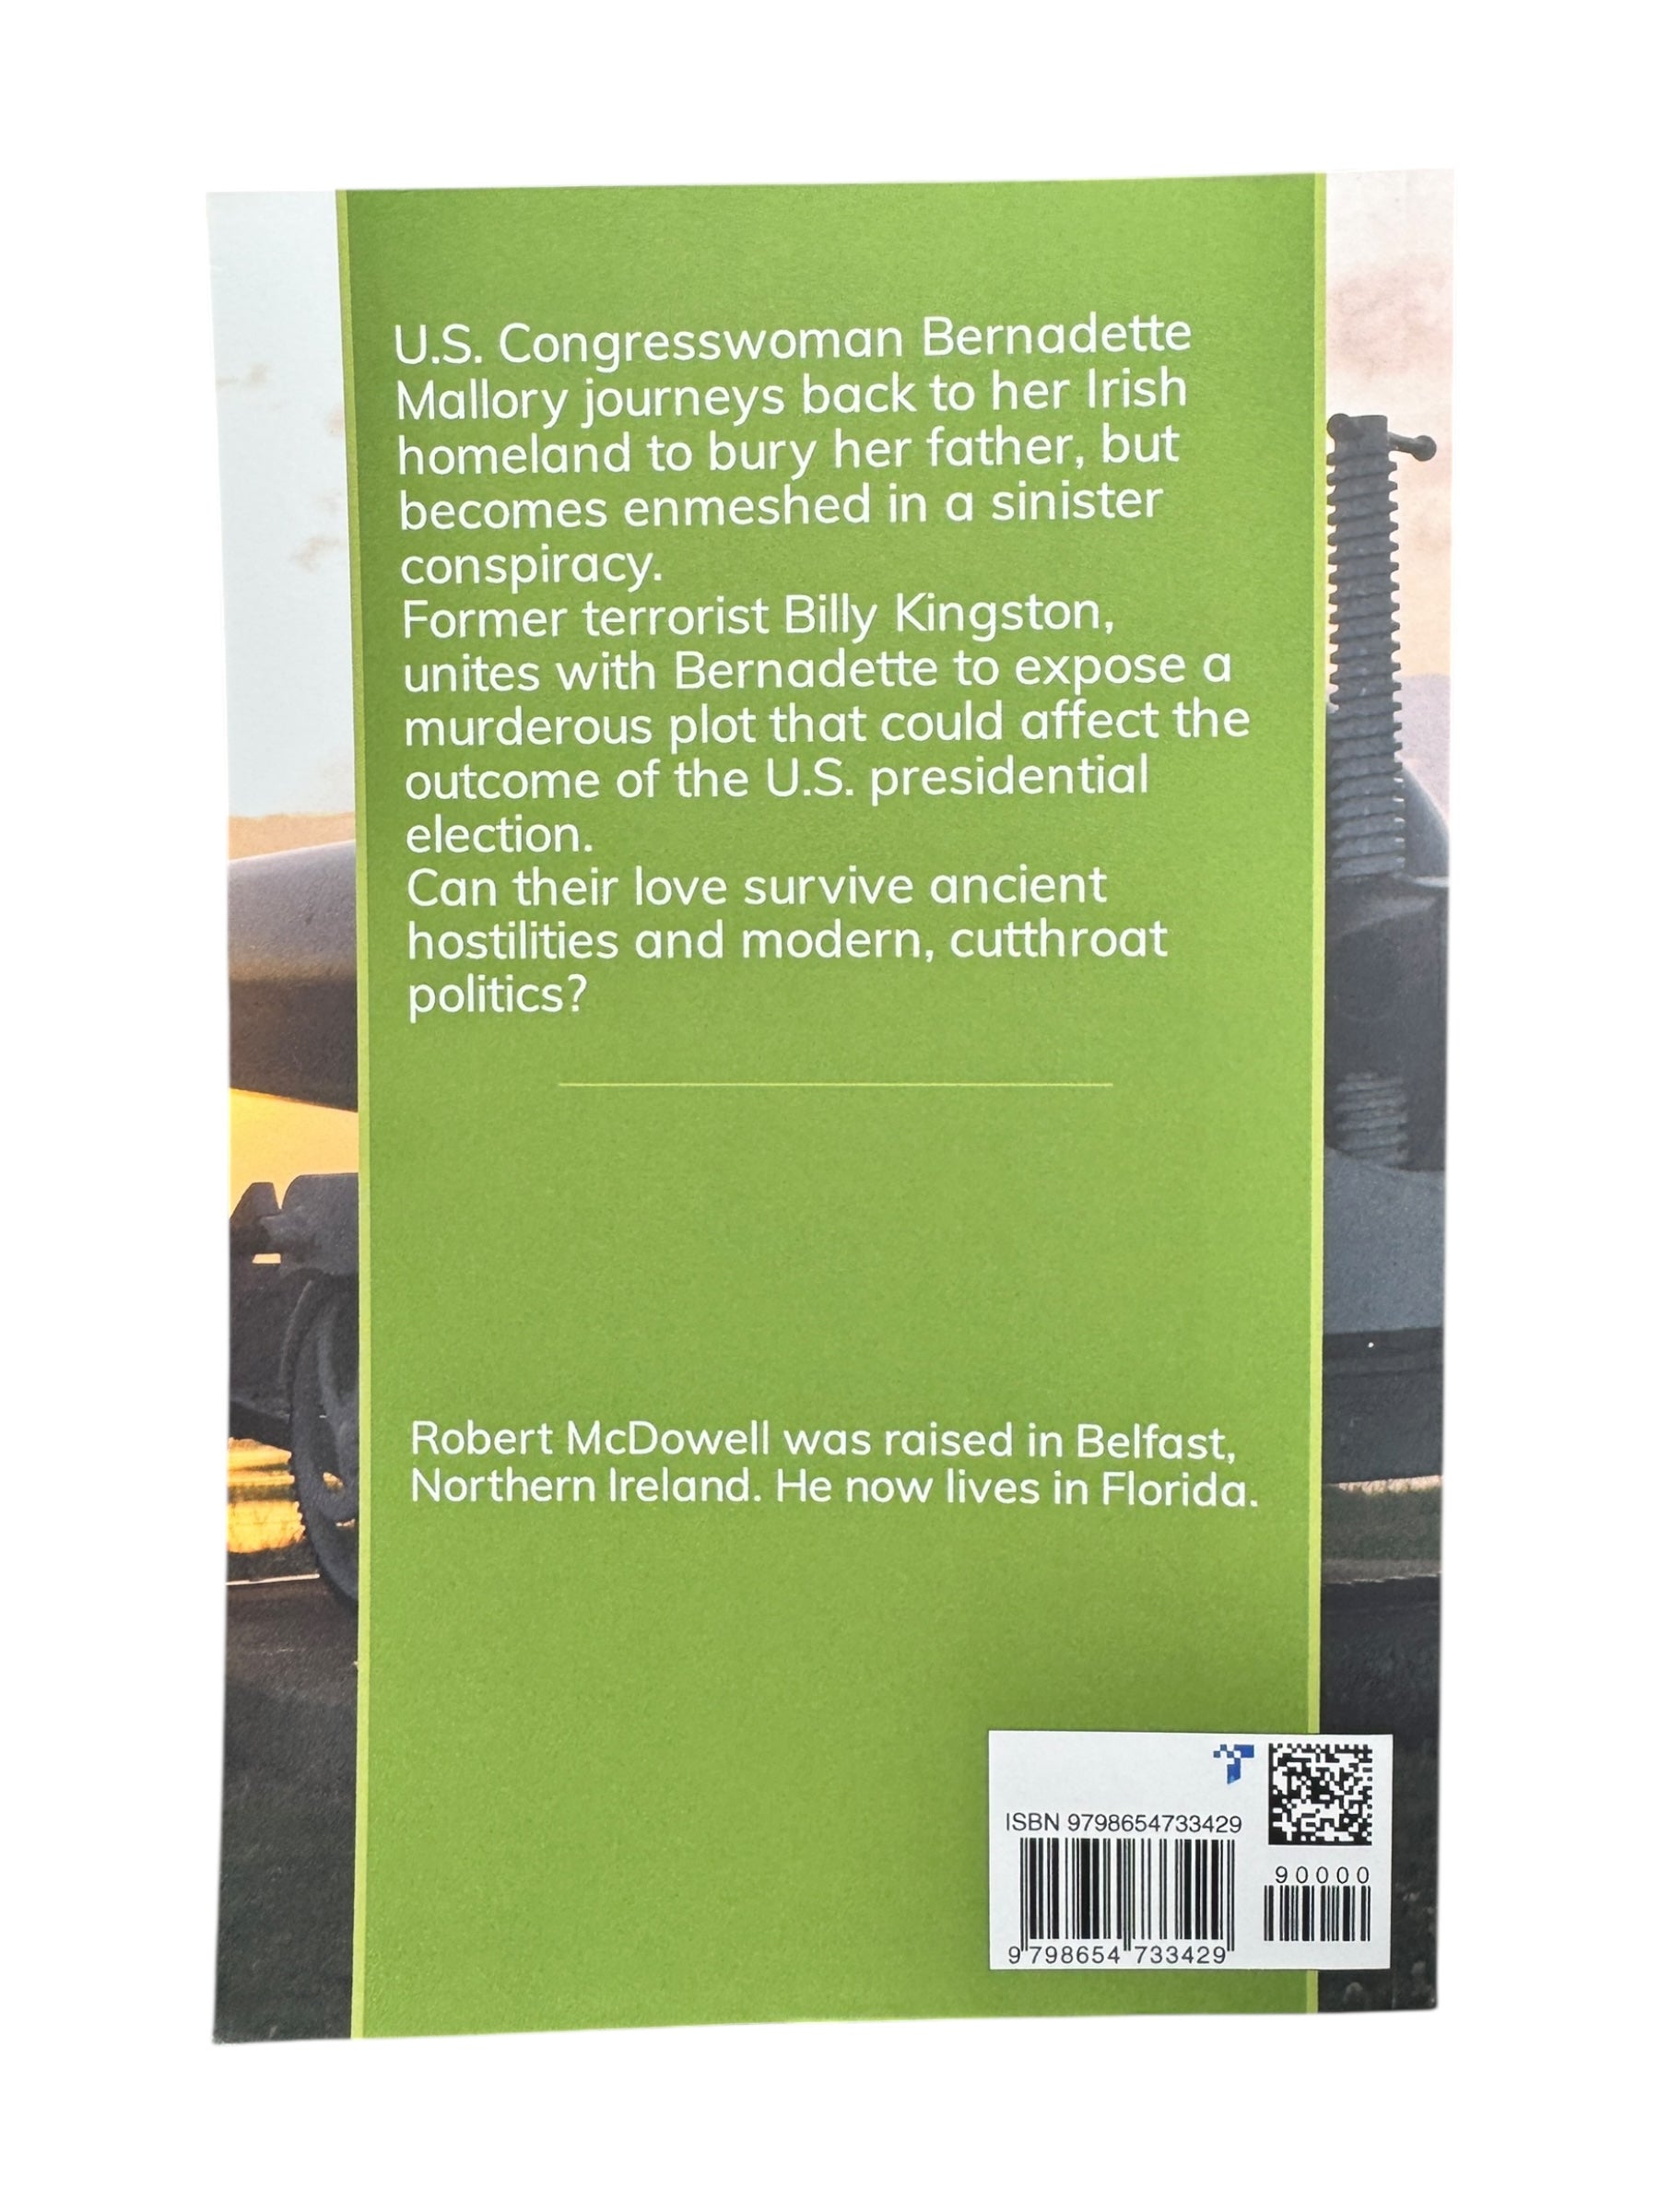 U.S. Congresswoman Bernadette
Mallory journeys back to her Irish
homeland to bury her father, but
becomes enmeshed in a sinister
conspiracy.
Former terrorist Billy Kingston,
unites with Bernadette to expose a
murderous plot that could affect the
outcome of the U.S. presidential
election.
Can their love survive ancient
hostilities and modern, cutthroat
politics?
Robert McDowell was raised in Belfast,
Northern Ireland. He now lives in Florida.
ISBN 9798654733429
90000
9 798654 733429